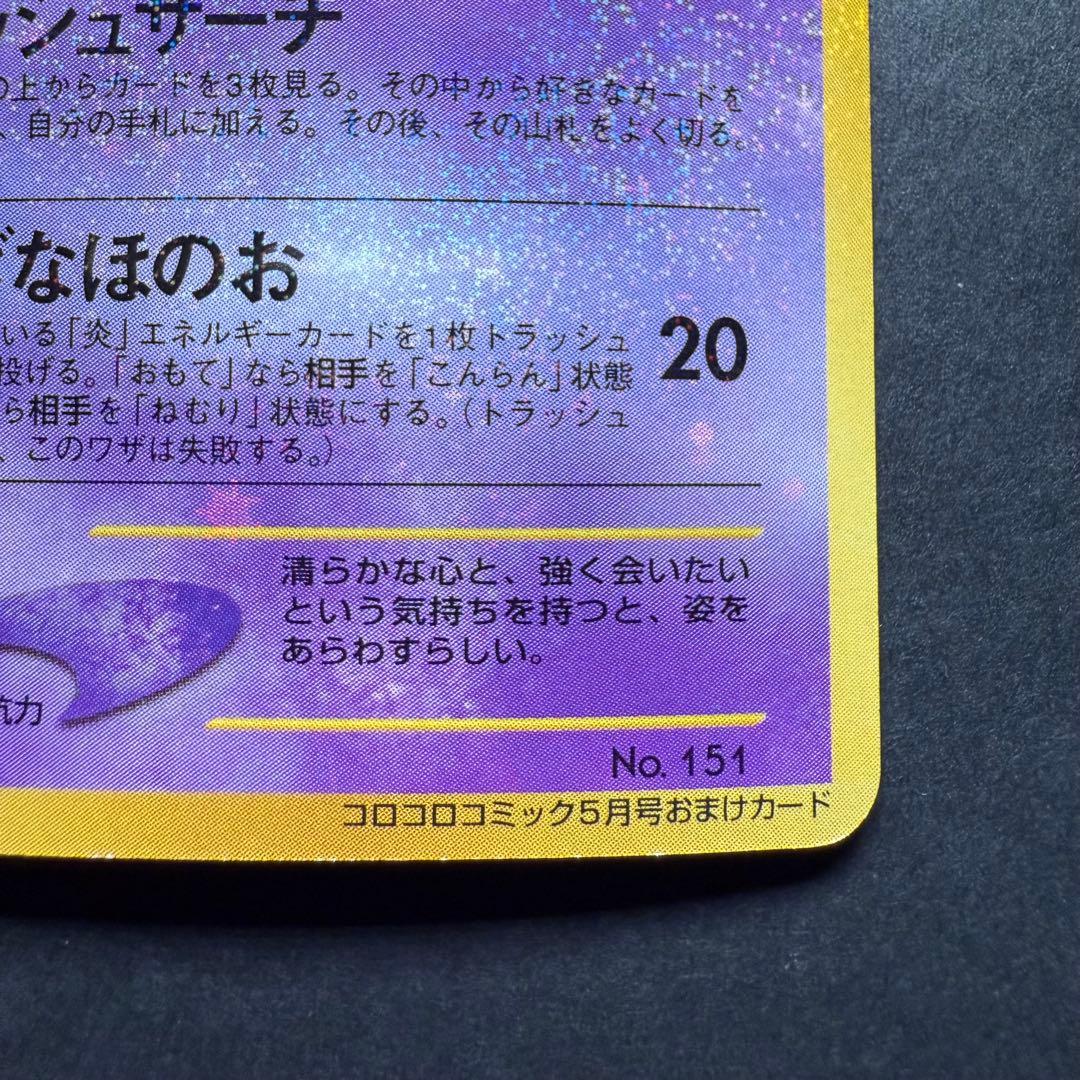 ッシュサーチ
の上からカードを3枚見る。その中から好きなカードを
、自分の手札に加える。その後、その山札をよく切る。
なほのお
いる「炎」エネルギーカードを1枚トラッシュ
投げる。「おもて」なら相手を「こんらん」状態
ら相手を「ねむり」状態にする。（トラッシュ
、このワザは失敗する。）
20
清らかな心と、強く会いたい
という気持ちを持つと、姿を
あらわすらしい。
抗力
No. 151
コロコロコミック5月号おまけカード